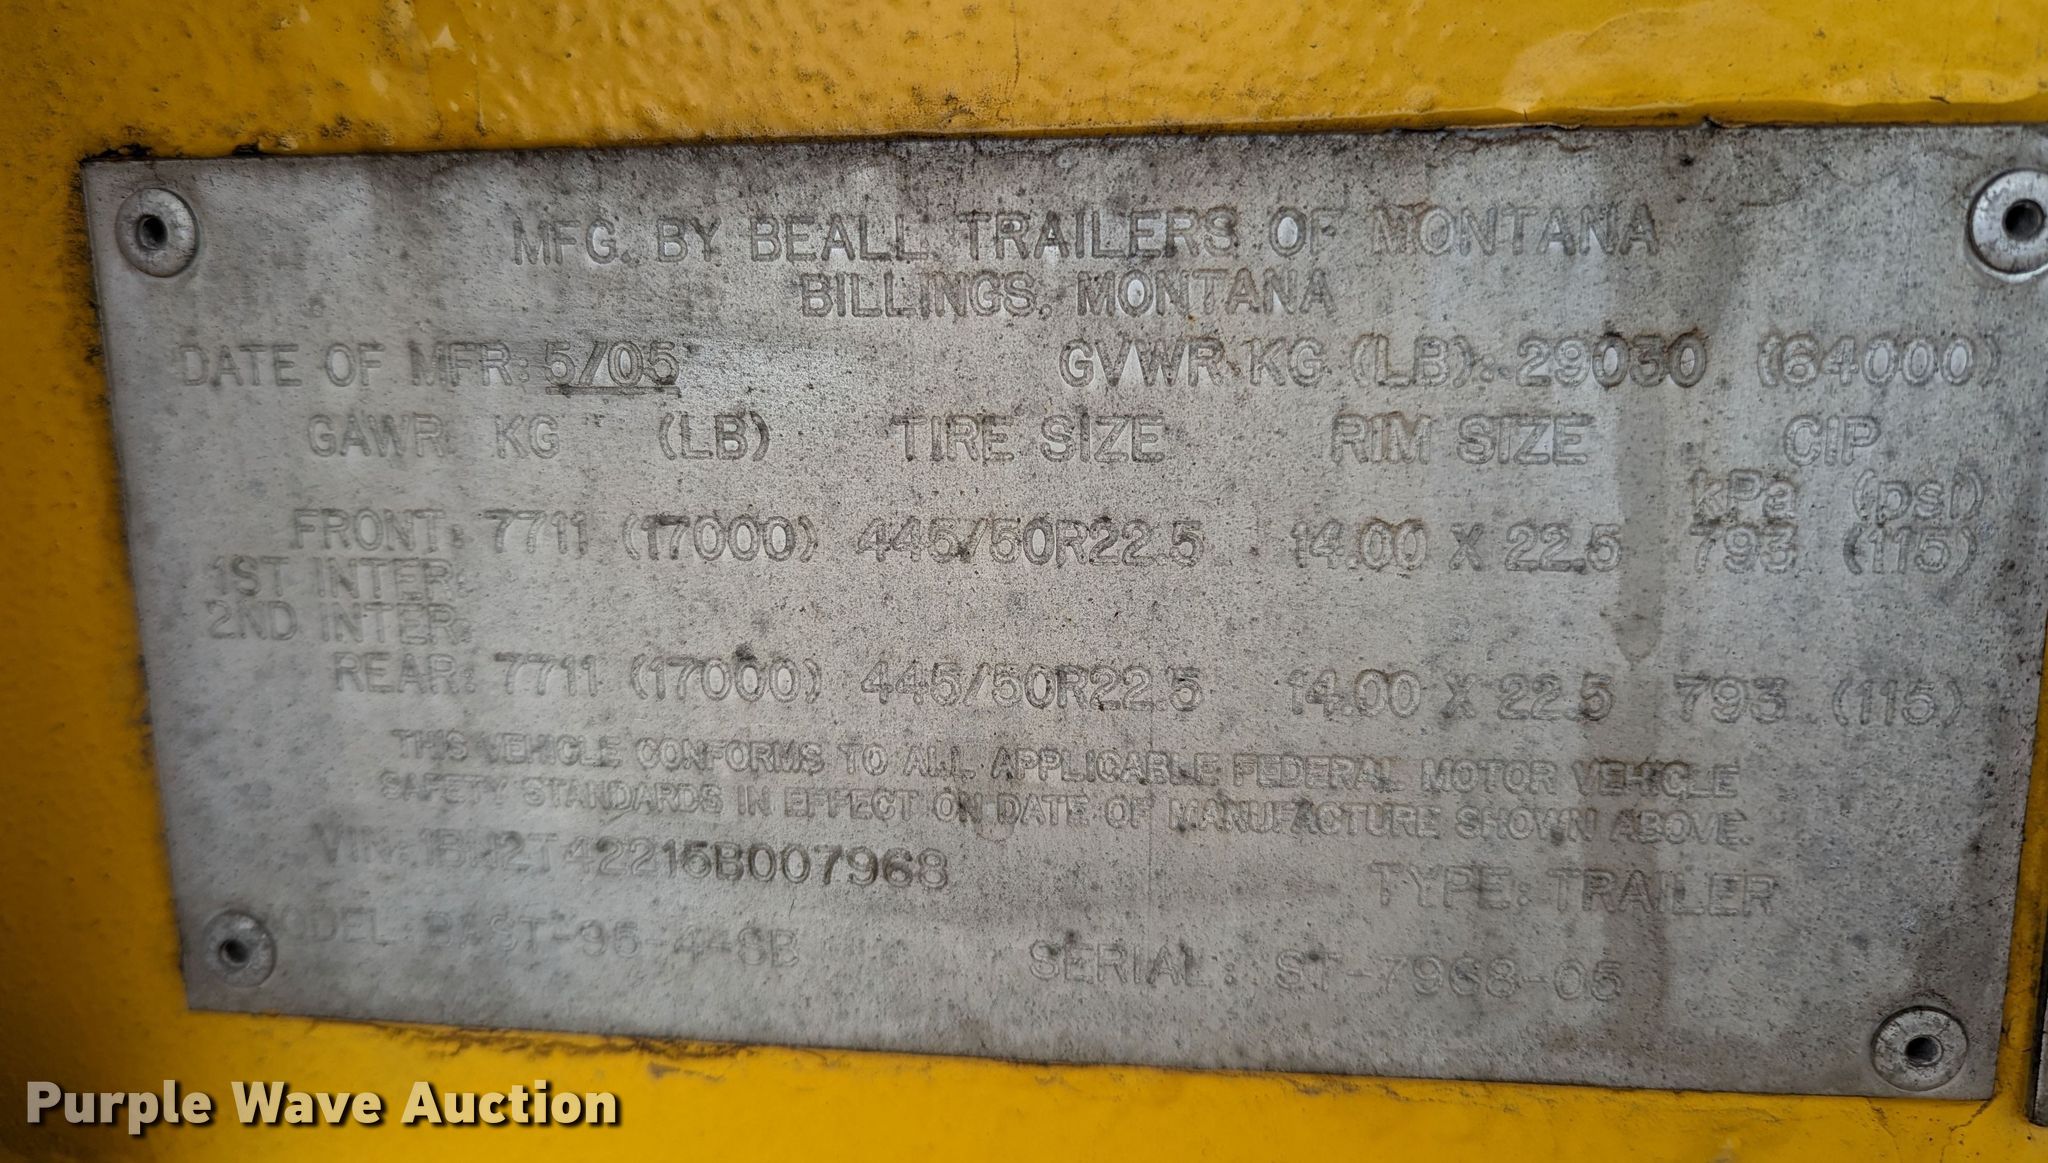 MFG. BY BEALL TRAILERS OF MONTANA
BILLINGS, MONTANA
DATE OF MFR: 5/05 GVWR KG (LB): 29030 (64000)
GAWR KG (LB) TIRE SIZE RIM SIZE CIP
kPa (psi)
FRONT: 7711 (17000) 445/50R22.5 14.00 X 22.5 793 (115)
1ST INTER:
2ND INTER:
REAR: 7711 (17000) 445/50R22.5 14.00 X 22.5 793 (115)
THIS VEHICLE CONFORMS TO ALL APPLICABLE FEDERAL MOTOR VEHICLE
SAFETY STANDARDS IN EFFECT ON DATE OF MANUFACTURE SHOWN ABOVE.
VIN: 1BN2T42215B007968 TYPE: TRAILER
MODEL: SERIAL: ST-7968-05
Purple Wave Auction